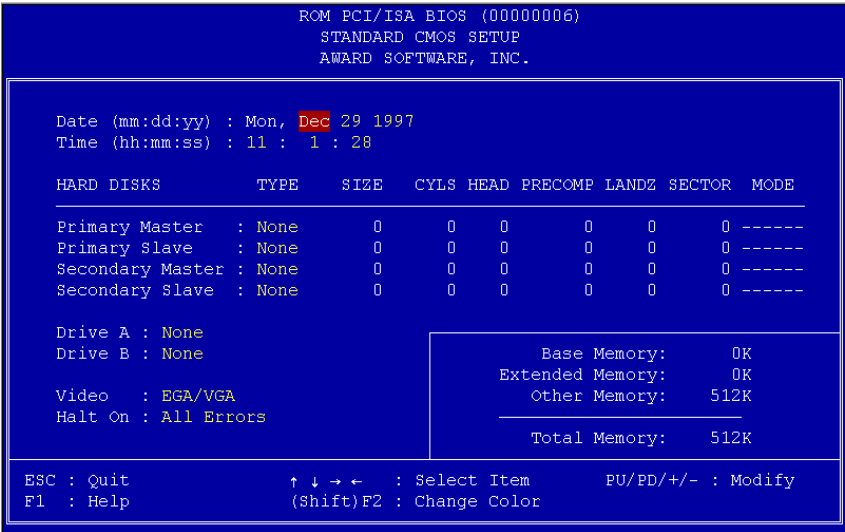 ROM PCI/ISA BIOS (00000006)
STANDARD CMOS SETUP
AWARD SOFTWARE, INC.
Date (mm:dd:yy) : Mon, Dec 29 1997
Time (hh:mm:ss) : 11 : 1 : 28
HARD DISKS TYPE SIZE CYLS HEAD PRECOMP LANDZ SECTOR MODE
Primary Master : None 0 0 0 0 0 0 ------
Primary Slave : None 0 0 0 0 0 0 ------
Secondary Master : None 0 0 0 0 0 0 ------
Secondary Slave : None 0 0 0 0 0 0 ------
Drive A : None
Drive B : None
Video : EGA/VGA
Halt On : All Errors
Base Memory: 0K
Extended Memory: 0K
Other Memory: 512K
Total Memory: 512K
ESC : Quit ↑ ↓ → ← : Select Item PU/PD/+/- : Modify
F1 : Help (Shift)F2 : Change Color